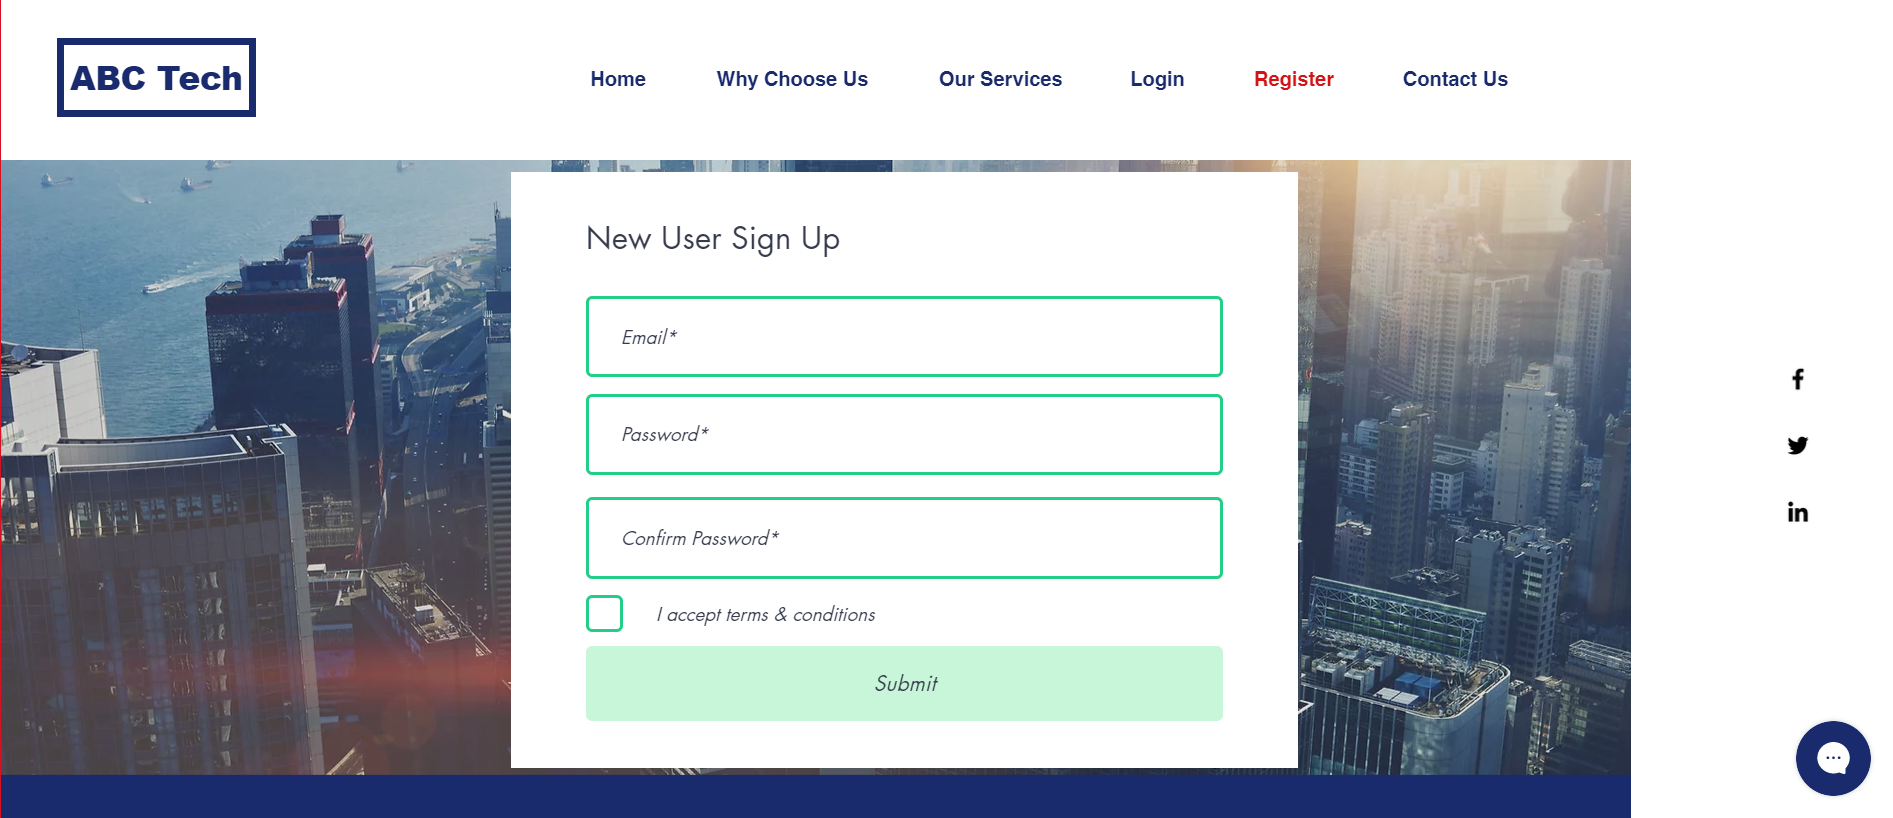 ABC Tech
Home
Why Choose Us
Our Services
Login
Register
Contact Us
New User Sign Up
Email*
Password*
Confirm Password*
I accept terms & conditions
Submit